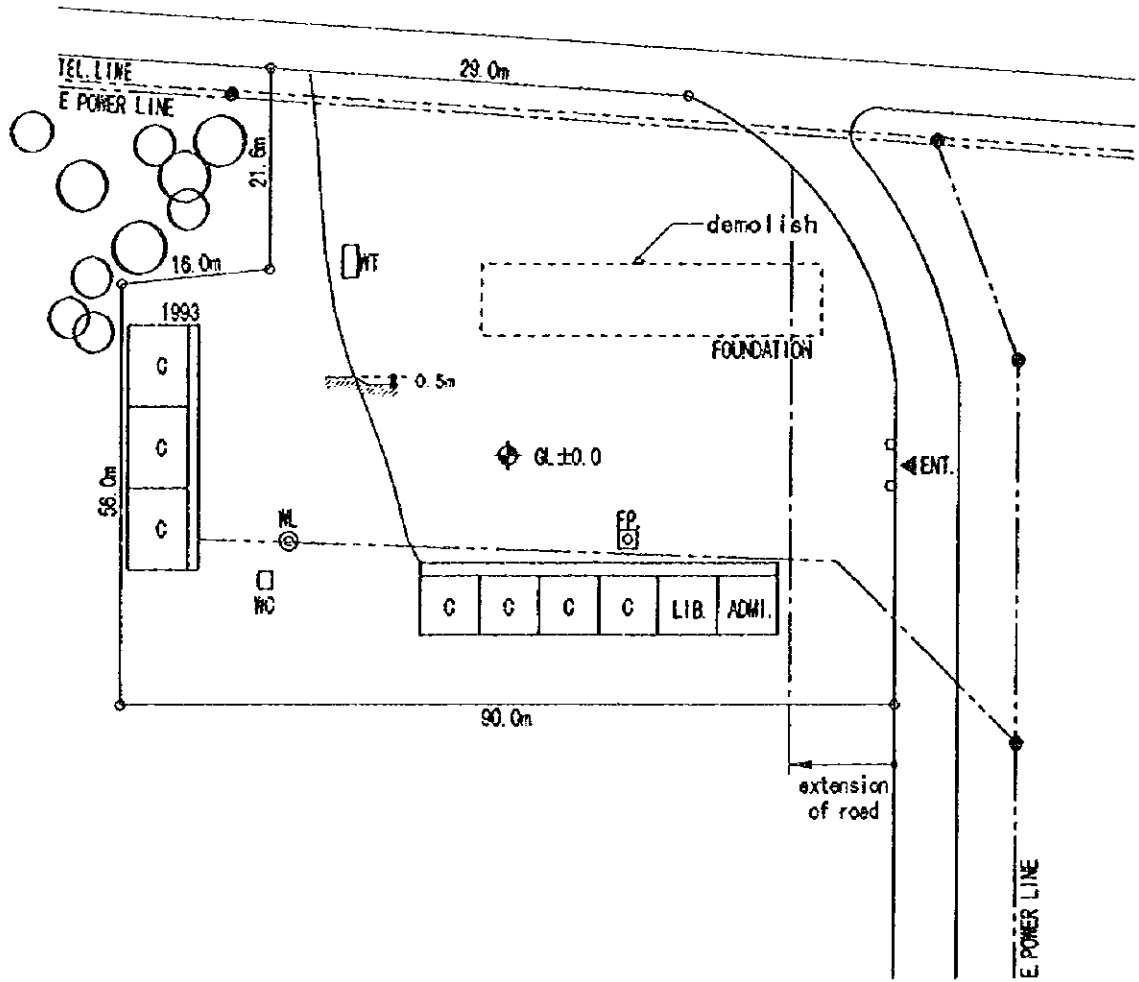 TEL. LINE
29.0m
E POWER LINE
21.6m
demolish
WT
16.0m
1993
FOUNDATION
C
0.5m
C
GL±0.0
ENT.
56.0m
C
WL
FP.
WC
C
C
C
C
LIB.
ADMI.
90.0m
extension
of road
E. POWER LINE